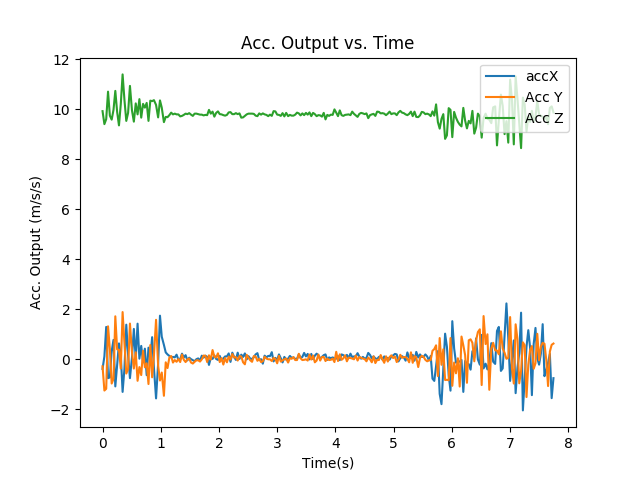 Acc. Output vs. Time
accX
Acc Y
Acc Z
Acc. Output (m/s/s)
12
10
8
6
4
2
0
−2
0 1 2 3 4 5 6 7 8
Time(s)